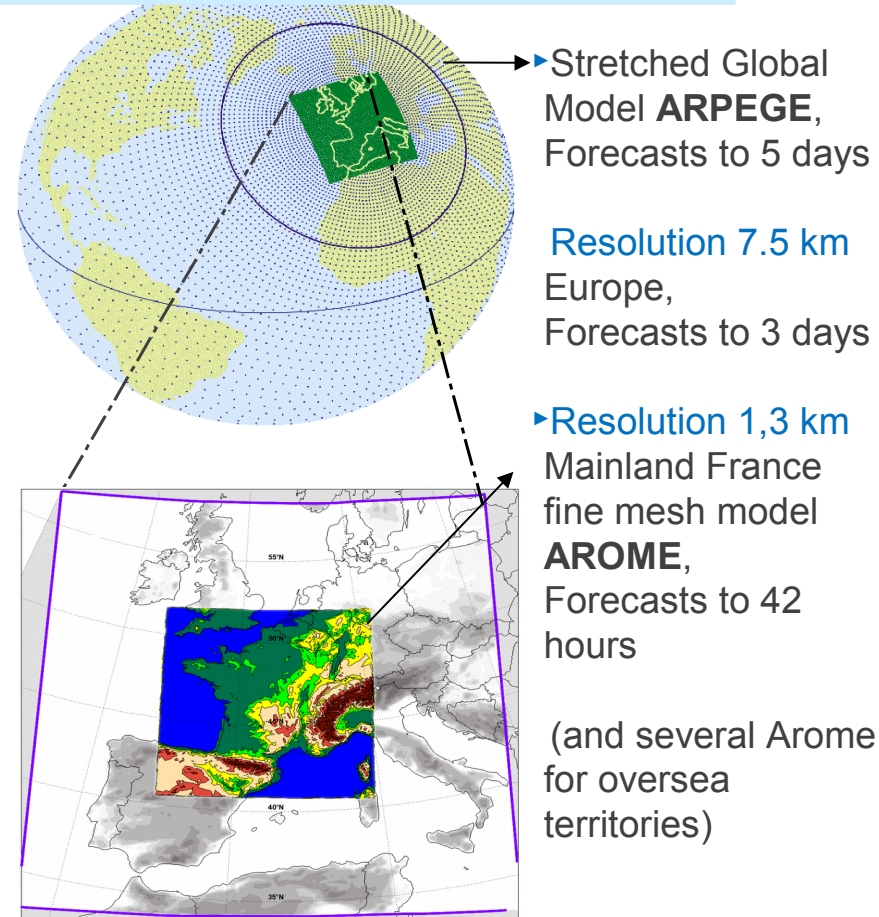 ▸Stretched Global
Model ARPEGE,
Forecasts to 5 days
Resolution 7.5 km
Europe,
Forecasts to 3 days
▸Resolution 1,3 km
Mainland France
fine mesh model
AROME,
Forecasts to 42
hours
(and several Arome
for oversea
territories)
55°N
50°N
40°N
35°N